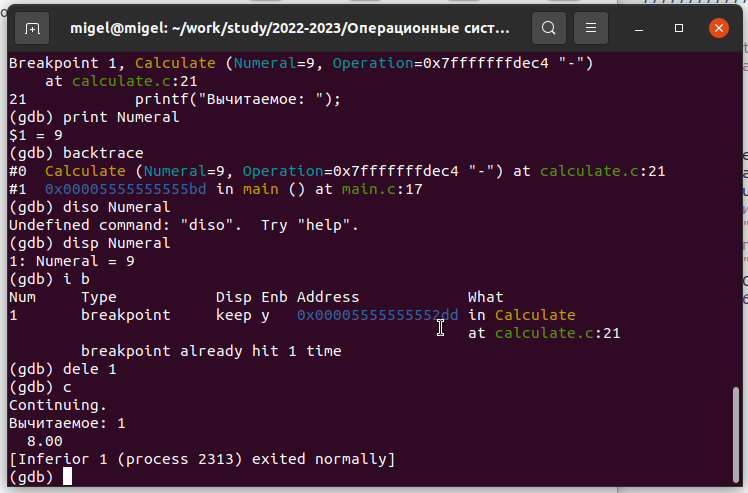 migel@migel: ~/work/study/2022-2023/Операционные сист...
Breakpoint 1, Calculate (Numeral=9, Operation=0x7fffffffdec4 "-")
    at calculate.c:21
21            printf("Вычитаемое: ");
(gdb) print Numeral
$1 = 9
(gdb) backtrace
#0  Calculate (Numeral=9, Operation=0x7fffffffdec4 "-") at calculate.c:21
#1  0x00005555555555bd in main () at main.c:17
(gdb) diso Numeral
Undefined command: "diso".  Try "help".
(gdb) disp Numeral
1: Numeral = 9
(gdb) i b
Num     Type           Disp Enb Address            What
1       breakpoint     keep y   0x00005555555552dd in Calculate
                                                   at calculate.c:21
        breakpoint already hit 1 time
(gdb) dele 1
(gdb) c
Continuing.
Вычитаемое: 1
  8.00
[Inferior 1 (process 2313) exited normally]
(gdb)